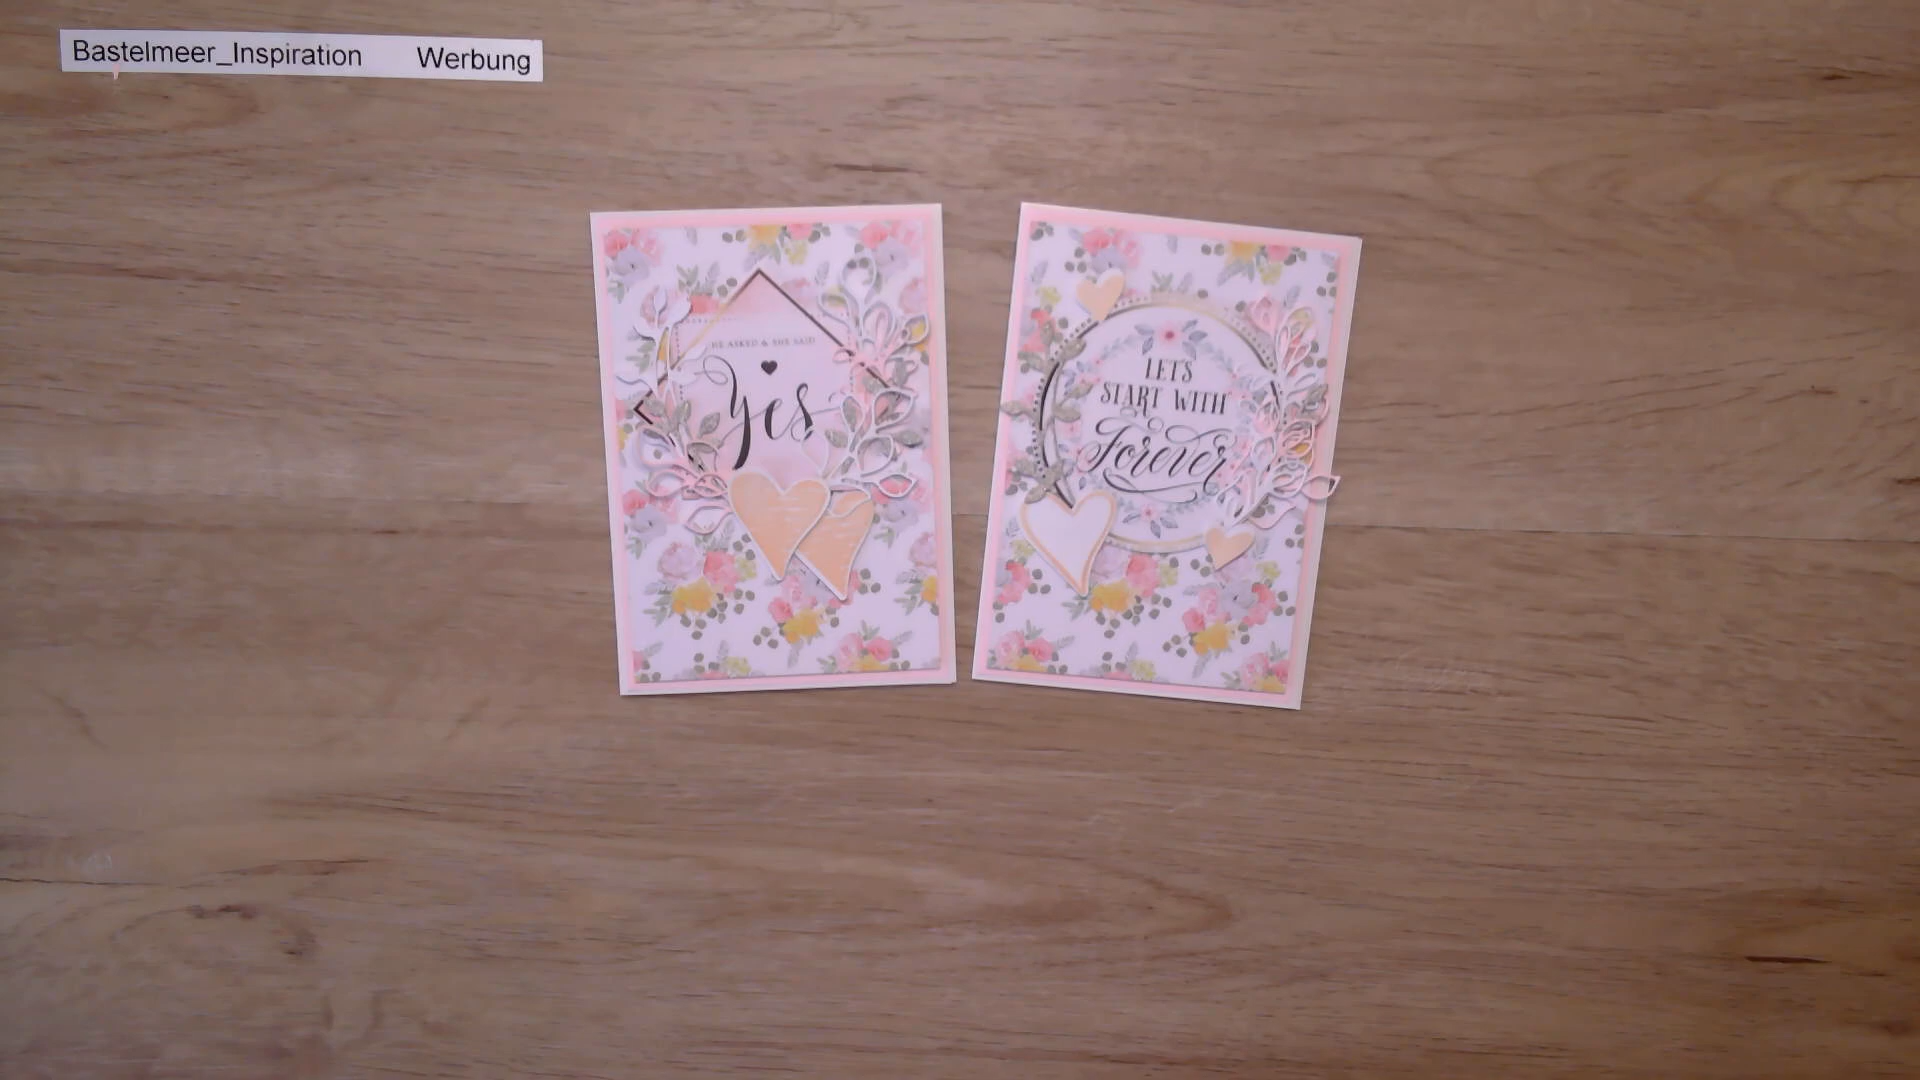 Bastelmeer_Inspiration Werbung
HE ASKED & SHE SAID
Yes
LET'S
START WITH
Forever